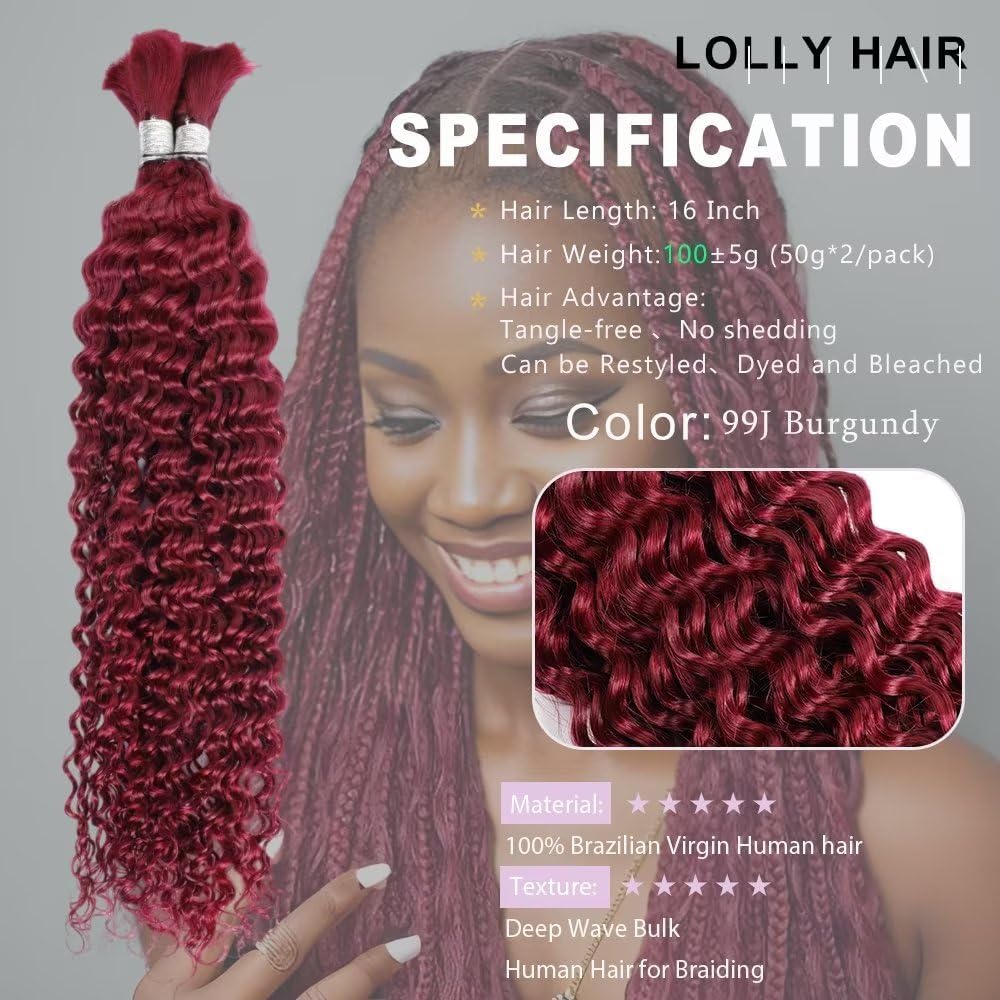 LOLLY HAIR
SPECIFICATION
* Hair Length: 16 Inch
* Hair Weight:100±5g (50g*2/pack)
* Hair Advantage:
Tangle-free 、No shedding
Can be Restyled、Dyed and Bleached
Color: 99J Burgundy
Material: ★ ★ ★ ★ ★
100% Brazilian Virgin Human hair
Texture: ★ ★ ★ ★ ★
Deep Wave Bulk
Human Hair for Braiding